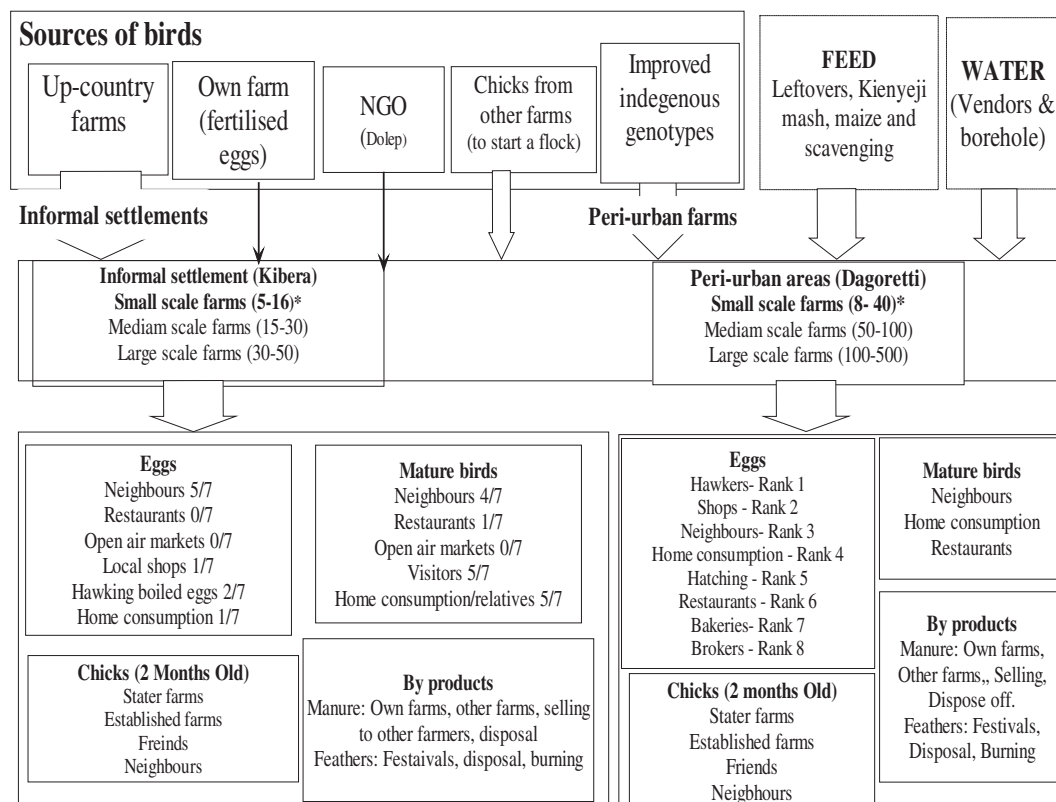 Sources of birds
Up-country
farms
Own farm
(fertilised
eggs)
NGO
(Dolep)
Chicks from
other farms
(to start a flock)
Improved
indegenous
genotypes
FEED
Leftovers, Kienyeji
mash, maize and
scavenging
WATER
(Vendors &
borehole)
Informal settlements
Peri-urban farms
Informal settlement (Kibera)
Small scale farms (5-16)*
Mediam scale farms (15-30)
Large scale farms (30-50)
Peri-urban areas (Dagoretti)
Small scale farms (8- 40)*
Mediam scale farms (50-100)
Large scale farms (100-500)
Eggs
Neighbours 5/7
Restaurants 0/7
Open air markets 0/7
Local shops 1/7
Hawking boiled eggs 2/7
Home consumption 1/7
Mature birds
Neighbours 4/7
Restaurants 1/7
Open air markets 0/7
Visitors 5/7
Home consumption/relatives 5/7
Chicks (2 Months Old)
Stater farms
Established farms
Freinds
Neighbours
By products
Manure: Own farms, other farms, selling
to other farmers, disposal
Feathers: Festaivals, disposal, burning
Eggs
Hawkers- Rank 1
Shops - Rank 2
Neighbours- Rank 3
Home consumption - Rank 4
Hatching - Rank 5
Restaurants - Rank 6
Bakeries- Rank 7
Brokers - Rank 8
Mature birds
Neighbours
Home consumption
Restaurants
Chicks (2 months Old)
Stater farms
Established farms
Friends
Neigbhours
By products
Manure: Own farms,
Other farms,, Selling,
Dispose off.
Feathers: Festivals,
Disposal, Burning